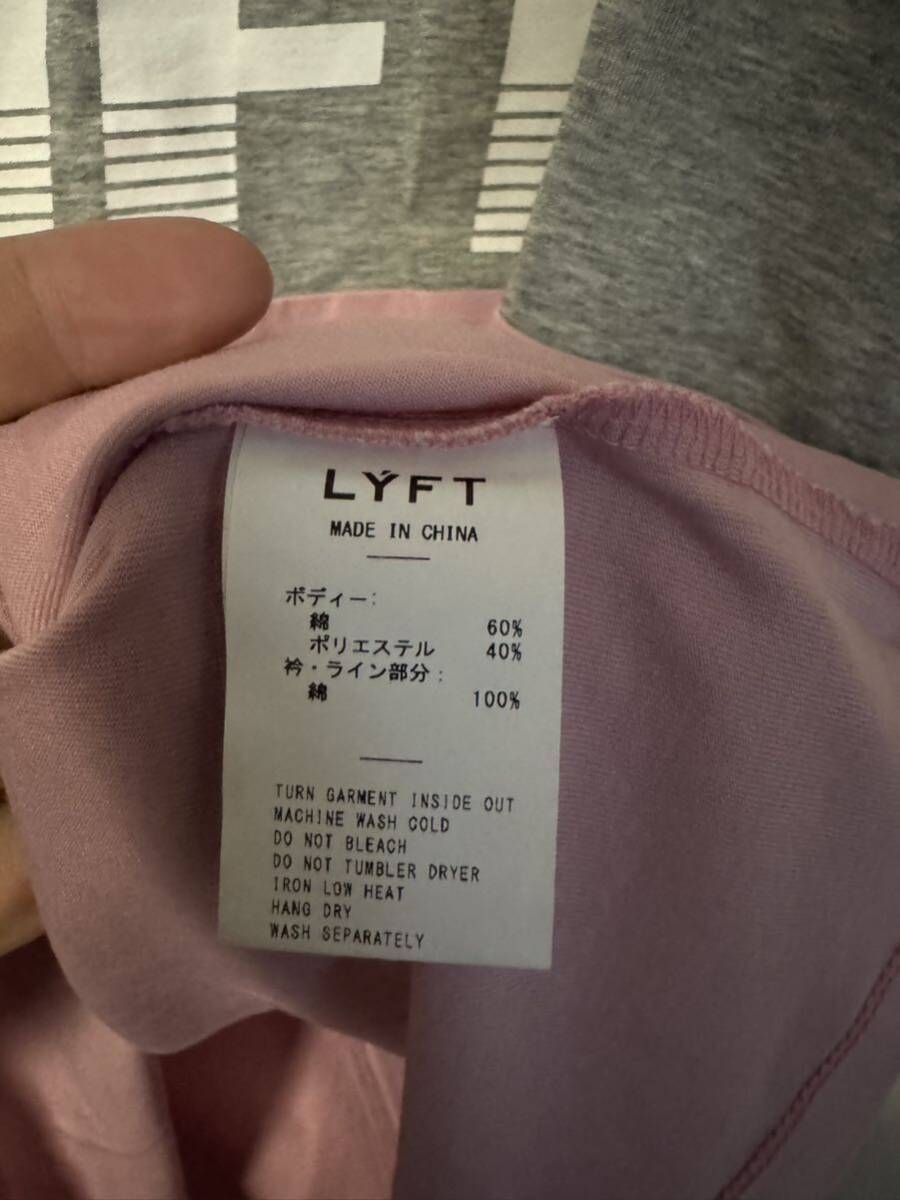 LÝFT
MADE IN CHINA
ボディー:
綿 60%
ポリエステル 40%
衿・ライン部分:
綿 100%
TURN GARMENT INSIDE OUT
MACHINE WASH COLD
DO NOT BLEACH
DO NOT TUMBLER DRYER
IRON LOW HEAT
HANG DRY
WASH SEPARATELY